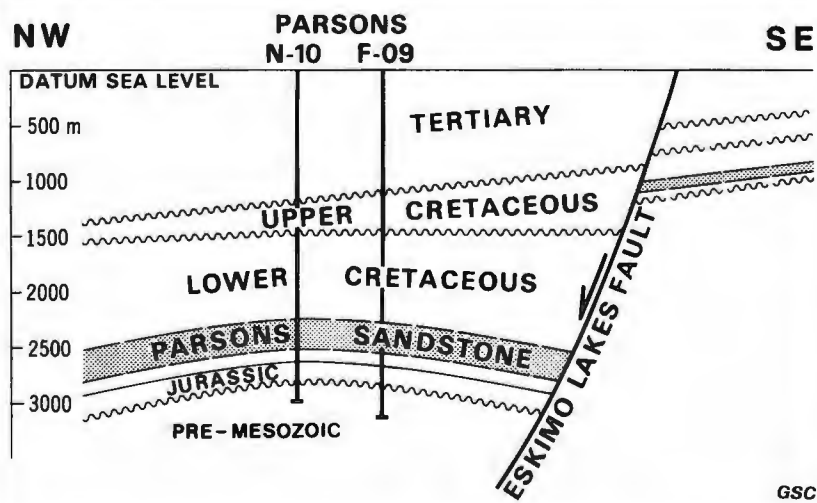 NW
PARSONS
SE
N-10 F-09
DATUM SEA LEVEL
500 m
TERTIARY
1000
UPPER CRETACEOUS
1500
LOWER CRETACEOUS
2000
PARSONS SANDSTONE
2500
JURASSIC
3000
PRE-MESOZOIC
ESKIMO LAKES FAULT
GSC